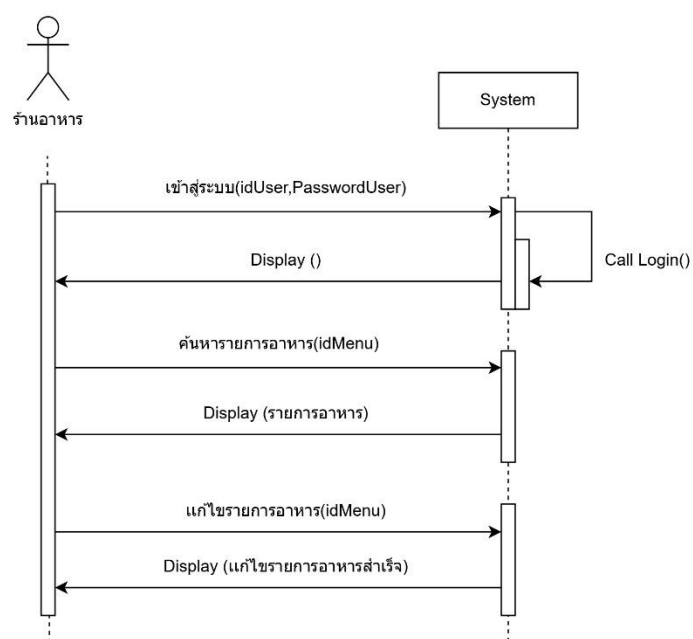 ร้านอาหาร
System
เข้าสู่ระบบ(idUser,PasswordUser)
Display ()
Call Login()
ค้นหารายการอาหาร(idMenu)
Display (รายการอาหาร)
แก้ไขรายการอาหาร(idMenu)
Display (แก้ไขรายการอาหารสำเร็จ)